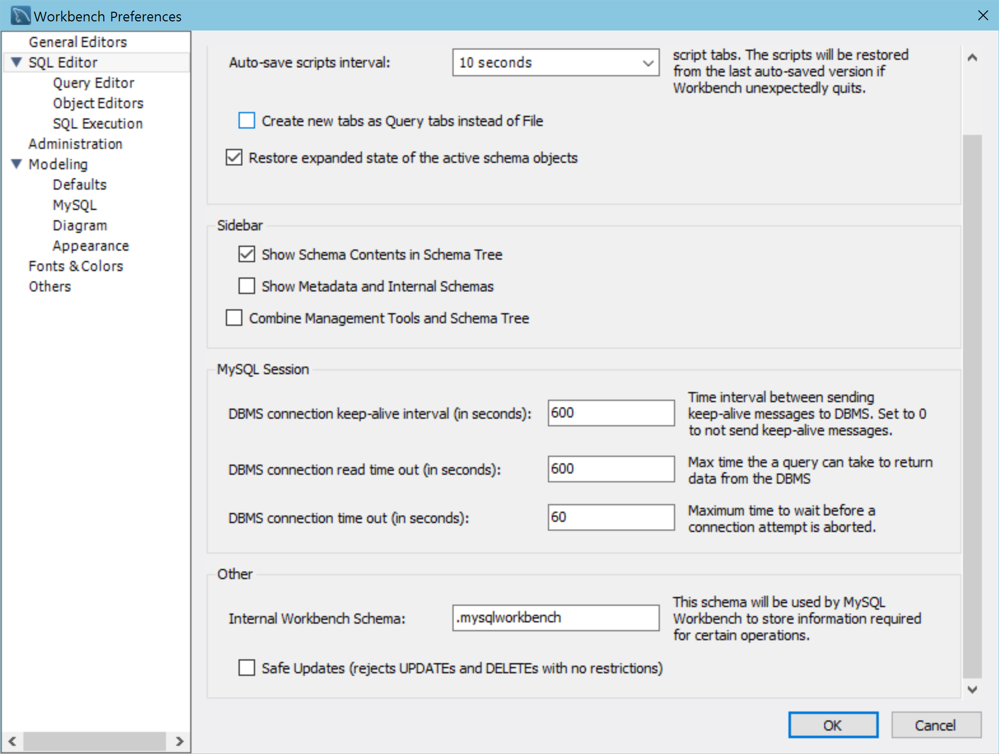 Workbench Preferences
General Editors
SQL Editor
Query Editor
Object Editors
SQL Execution
Administration
Modeling
Defaults
MySQL
Diagram
Appearance
Fonts & Colors
Others
Auto-save scripts interval:
10 seconds
script tabs. The scripts will be restored
from the last auto-saved version if
Workbench unexpectedly quits.
Create new tabs as Query tabs instead of File
Restore expanded state of the active schema objects
Sidebar
Show Schema Contents in Schema Tree
Show Metadata and Internal Schemas
Combine Management Tools and Schema Tree
MySQL Session
DBMS connection keep-alive interval (in seconds):
600
Time interval between sending
keep-alive messages to DBMS. Set to 0
to not send keep-alive messages.
DBMS connection read time out (in seconds):
600
Max time the a query can take to return
data from the DBMS
DBMS connection time out (in seconds):
60
Maximum time to wait before a
connection attempt is aborted.
Other
Internal Workbench Schema:
.mysqlworkbench
This schema will be used by MySQL
Workbench to store information required
for certain operations.
Safe Updates (rejects UPDATEs and DELETEs with no restrictions)
OK
Cancel